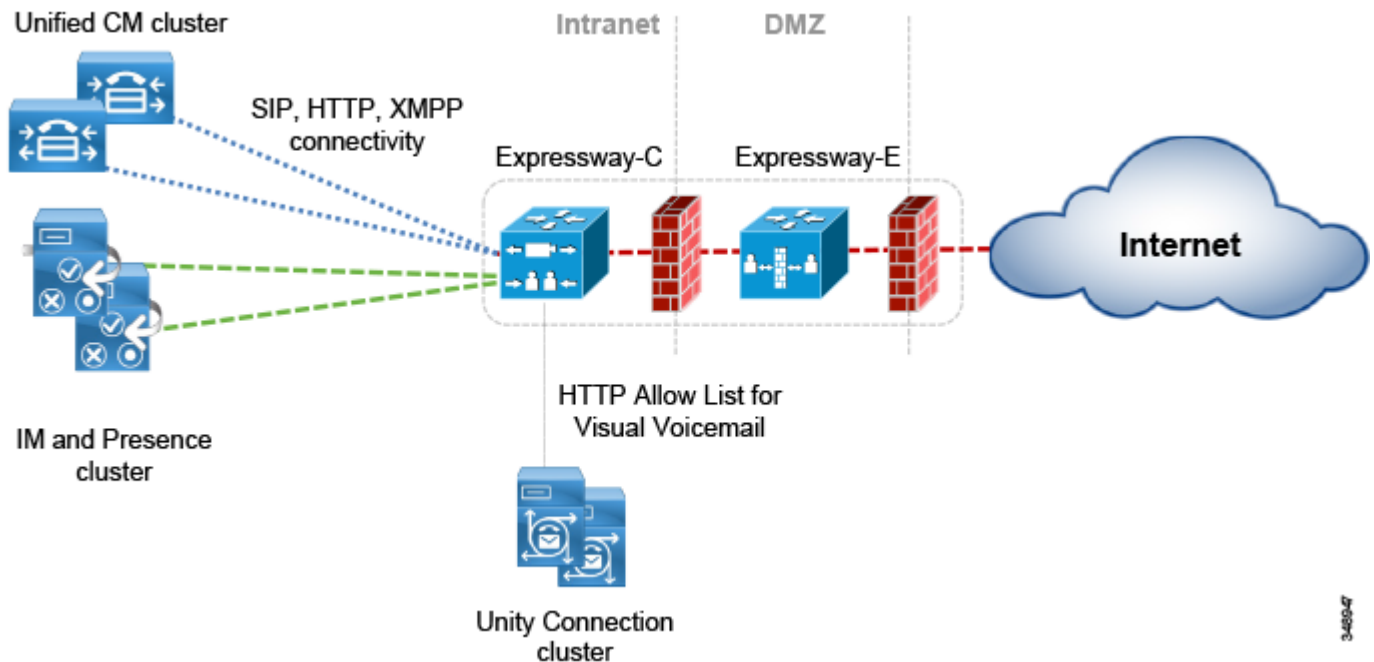 Unified CM cluster
Intranet
DMZ
SIP, HTTP, XMPP
connectivity
Expressway-C
Expressway-E
Internet
HTTP Allow List for
Visual Voicemail
IM and Presence
cluster
Unity Connection
cluster
348947